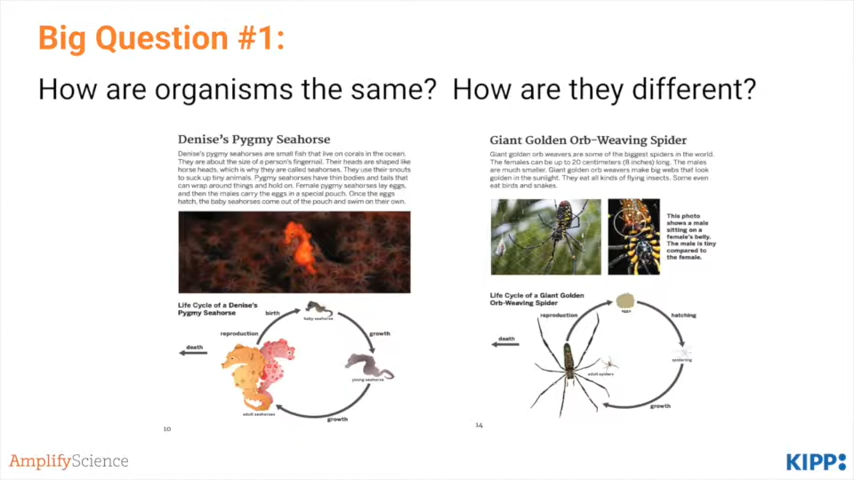 Big Question #1:
How are organisms the same? How are they different?
Denise's Pygmy Seahorse
Denise's pygmy seahorses are small fish that live on corals in the ocean.
They are about the size of a person's fingernail. Their heads are shaped like
horse heads, which is why they are called seahorses. They use their snouts
to suck up tiny animals. Pygmy seahorses have thin bodies and tails that
can wrap around things and hold on. Female pygmy seahorses lay eggs,
and then the males carry the eggs in a special pouch. Once the eggs
hatch, the baby seahorses come out of the pouch and swim on their own.
Life Cycle of a Denise's
Pygmy Seahorse
birth
baby seahorse
reproduction
growth
death
young seahorse
adult seahorses
growth
10
Giant Golden Orb-Weaving Spider
Giant golden orb weavers are some of the biggest spiders in the world.
The females can be up to 20 centimeters (8 inches) long. The males
are much smaller. Giant golden orb weavers make big webs that look
golden in the sunlight. They eat all kinds of flying insects. Some even
eat birds and snakes.
This photo
shows a male
sitting on a
female's belly.
The male is tiny
compared to
the female.
Life Cycle of a Giant Golden
Orb-Weaving Spider
eggs
reproduction
hatching
death
spiderling
adult spiders
growth
14
AmplifyScience
KIPP: